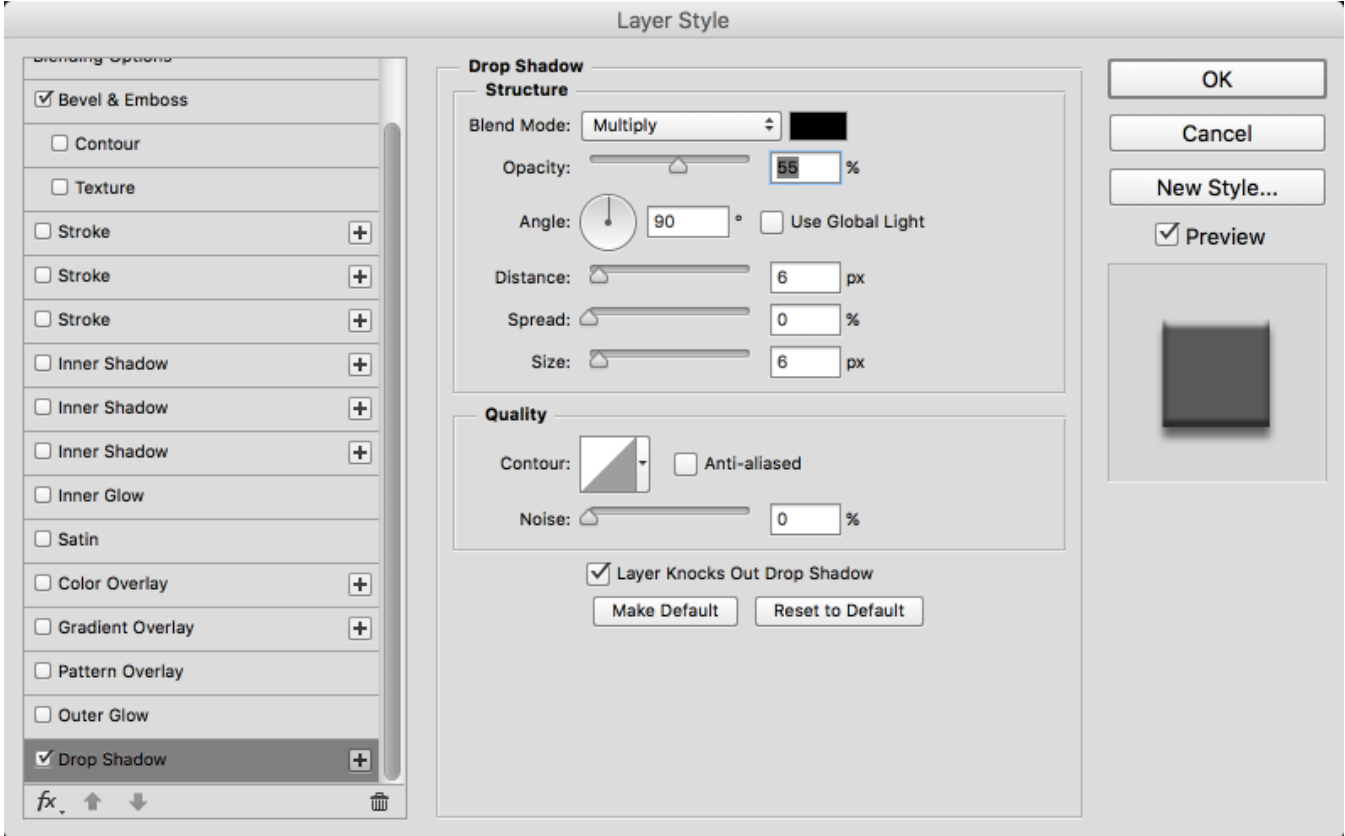 Layer Style
Blending Options
Bevel & Emboss
Contour
Texture
Stroke
Stroke
Stroke
Inner Shadow
Inner Shadow
Inner Shadow
Inner Glow
Satin
Color Overlay
Gradient Overlay
Pattern Overlay
Outer Glow
Drop Shadow
fx
Drop Shadow
Structure
Blend Mode: Multiply
Opacity: 55 %
Angle: 90 ° Use Global Light
Distance: 6 px
Spread: 0 %
Size: 6 px
Quality
Contour: Anti-aliased
Noise: 0 %
Layer Knocks Out Drop Shadow
Make Default Reset to Default
OK
Cancel
New Style...
Preview